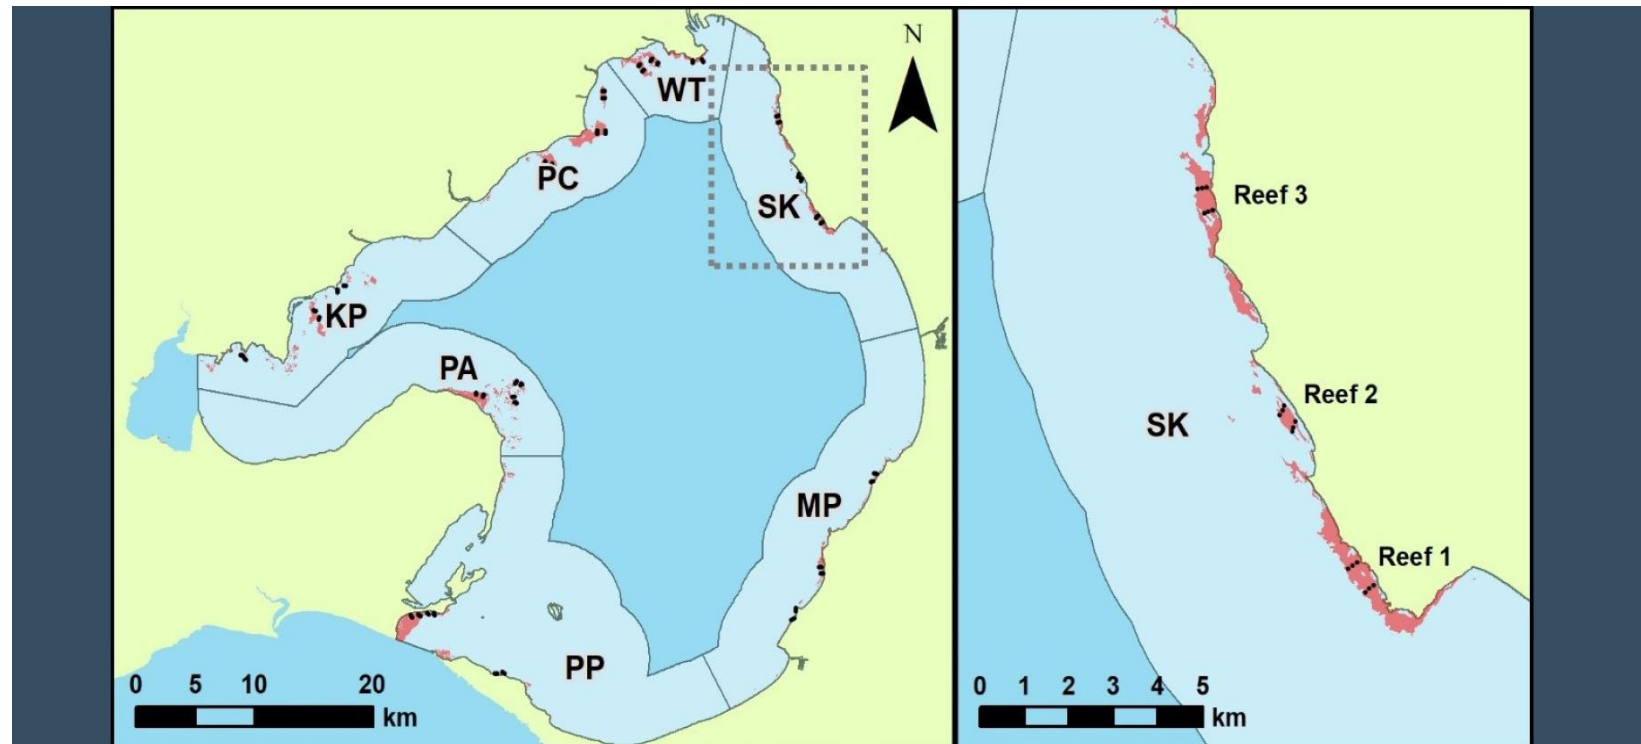 N
WT
PC
SK
KP
PA
MP
PP
0 5 10 20
km
Reef 3
Reef 2
SK
Reef 1
0 1 2 3 4 5
km